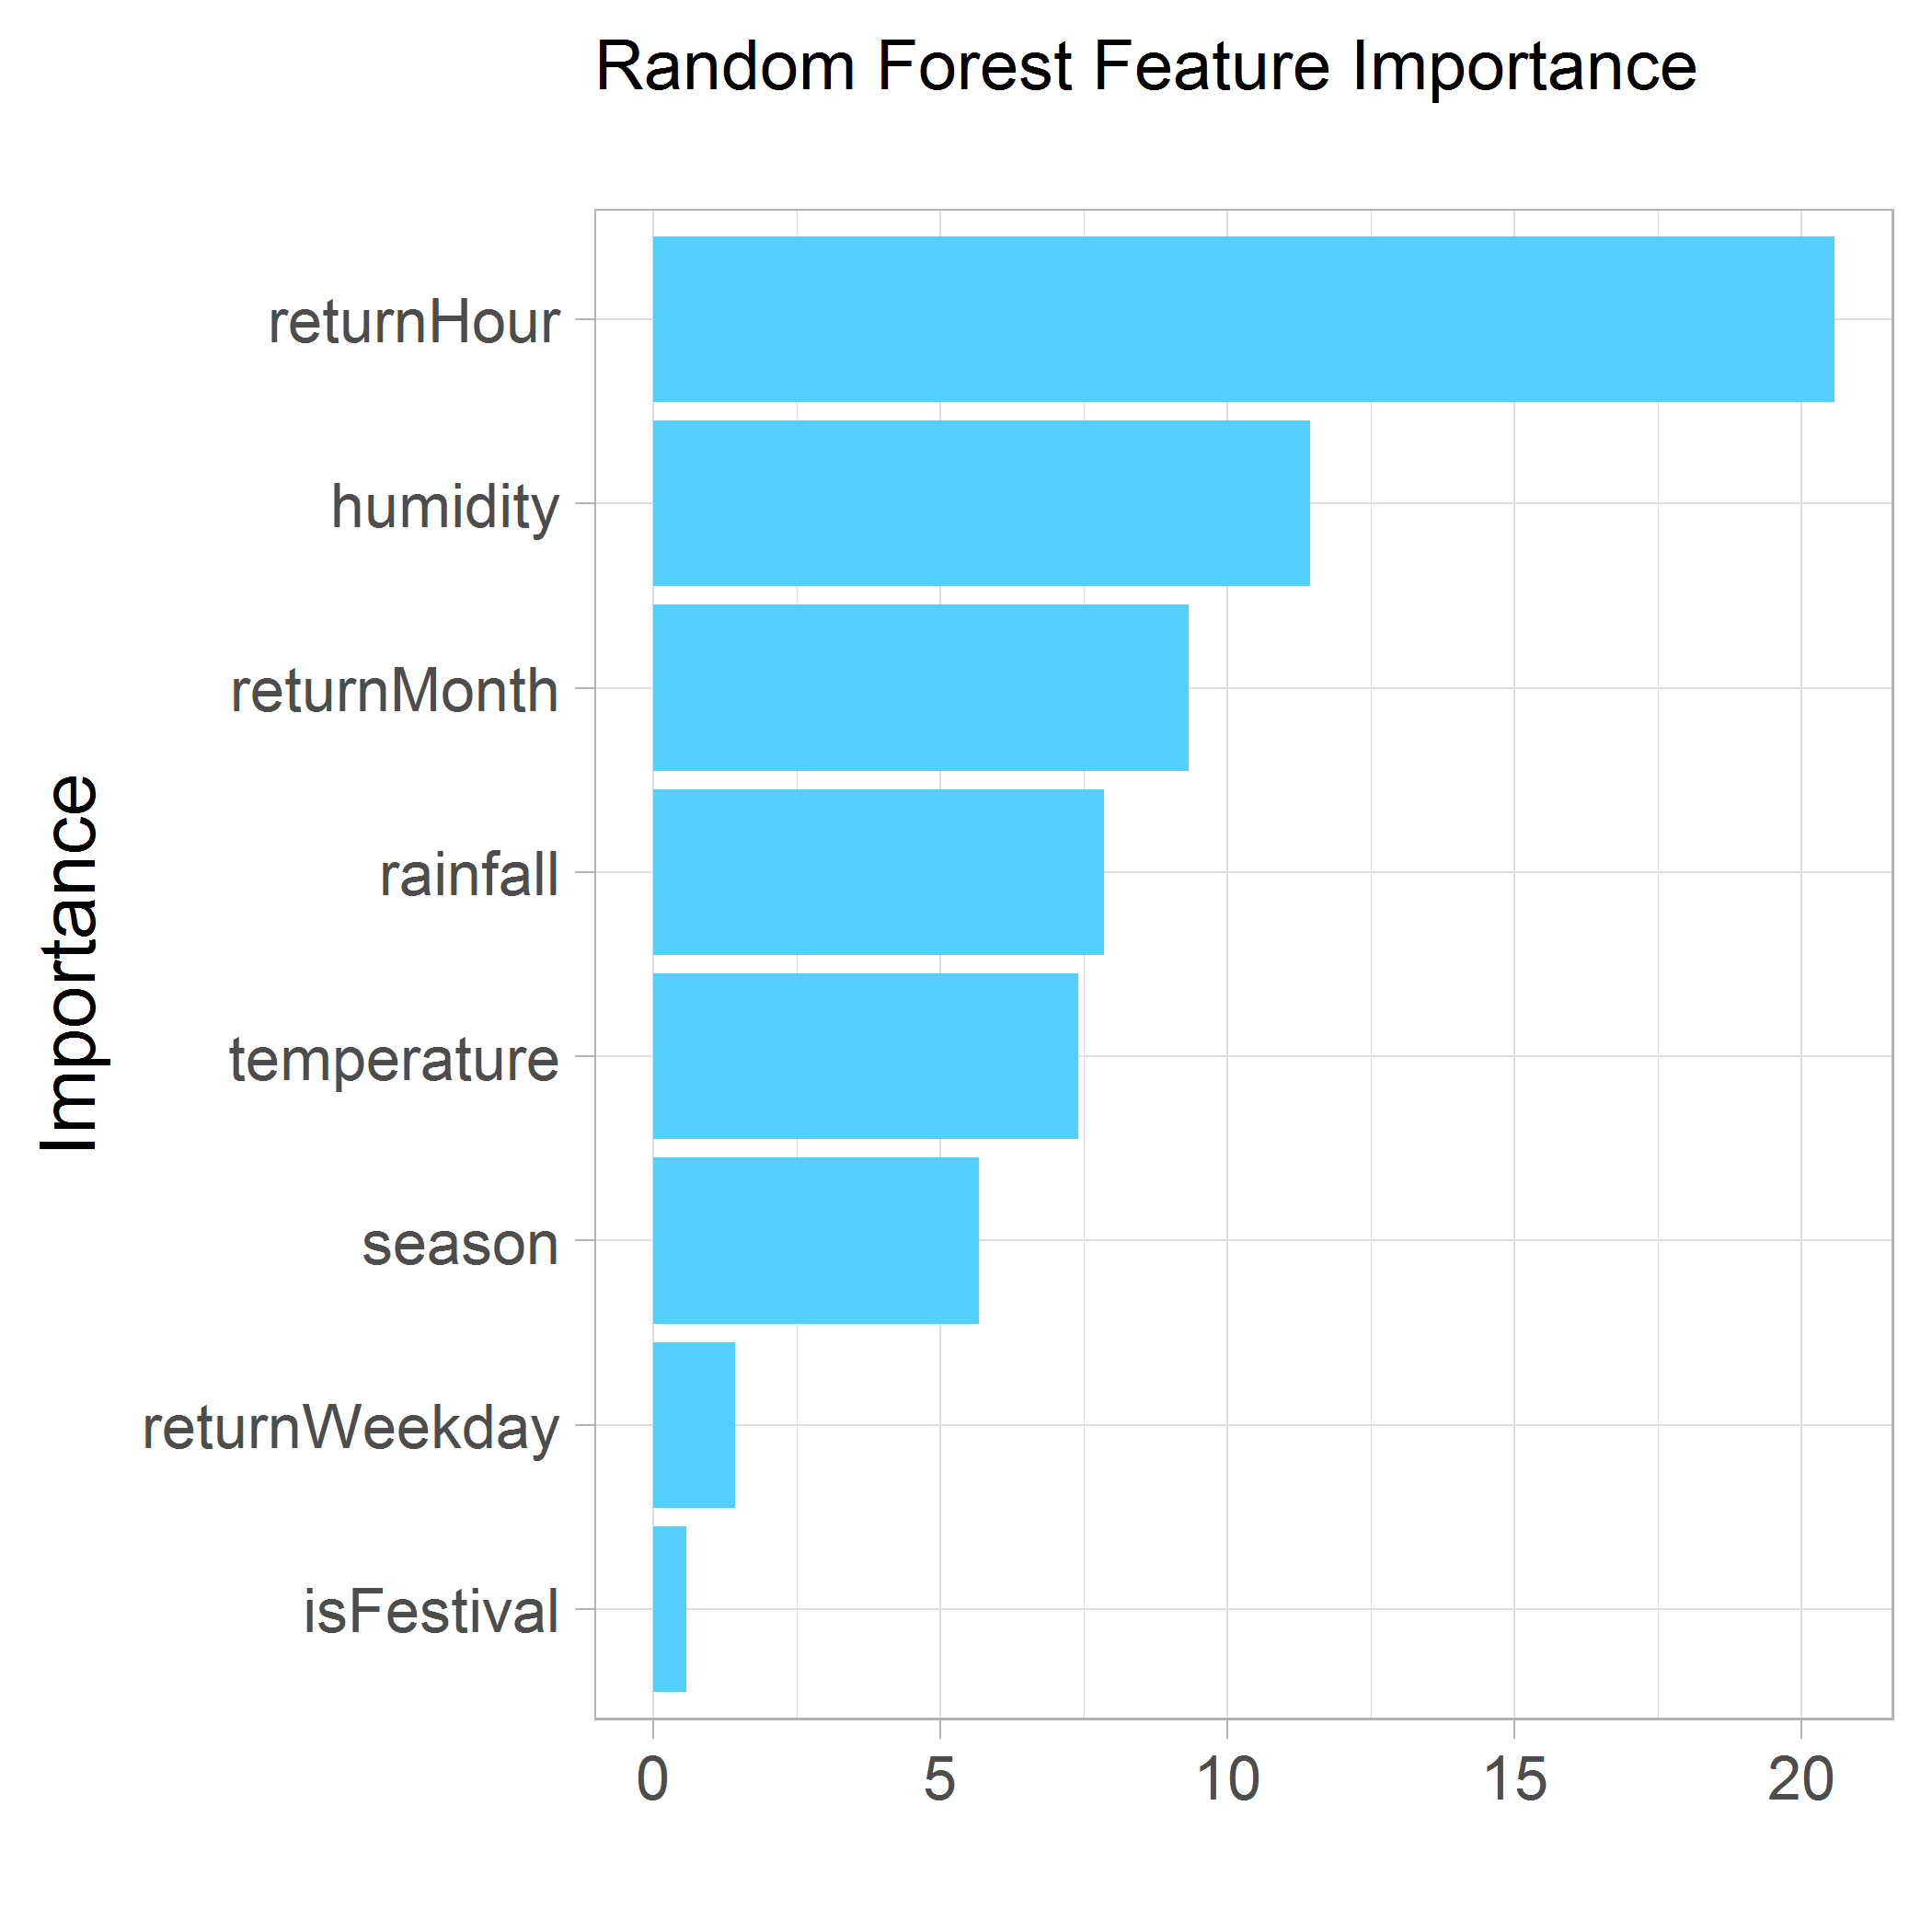 Random Forest Feature Importance
Importance
returnHour
humidity
returnMonth
rainfall
temperature
season
returnWeekday
isFestival
0 5 10 15 20